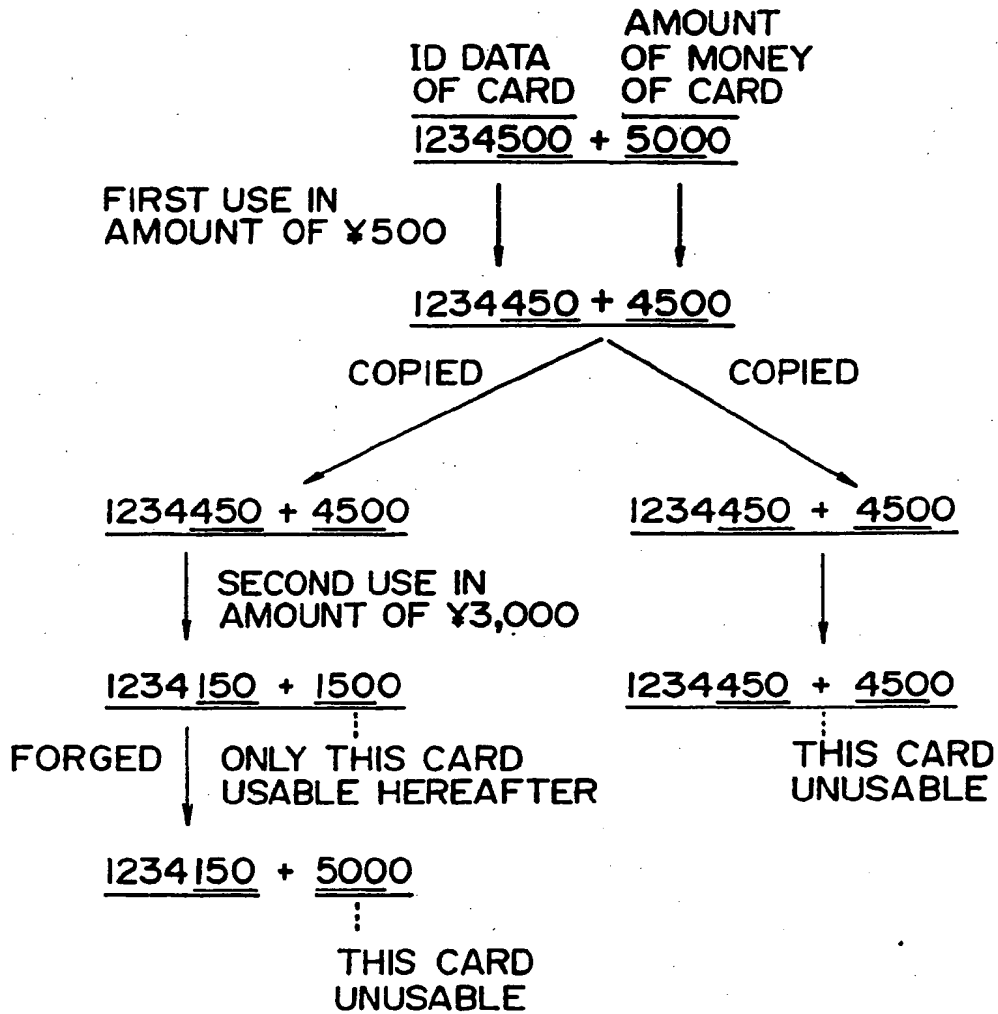 ID DATA
OF CARD
AMOUNT
OF MONEY
OF CARD
1234500 + 5000
FIRST USE IN
AMOUNT OF ¥500
1234450 + 4500
COPIED
COPIED
1234450 + 4500
1234450 + 4500
SECOND USE IN
AMOUNT OF ¥3,000
1234150 + 1500
1234450 + 4500
FORGED
ONLY THIS CARD
USABLE HEREAFTER
THIS CARD
UNUSABLE
1234150 + 5000
THIS CARD
UNUSABLE